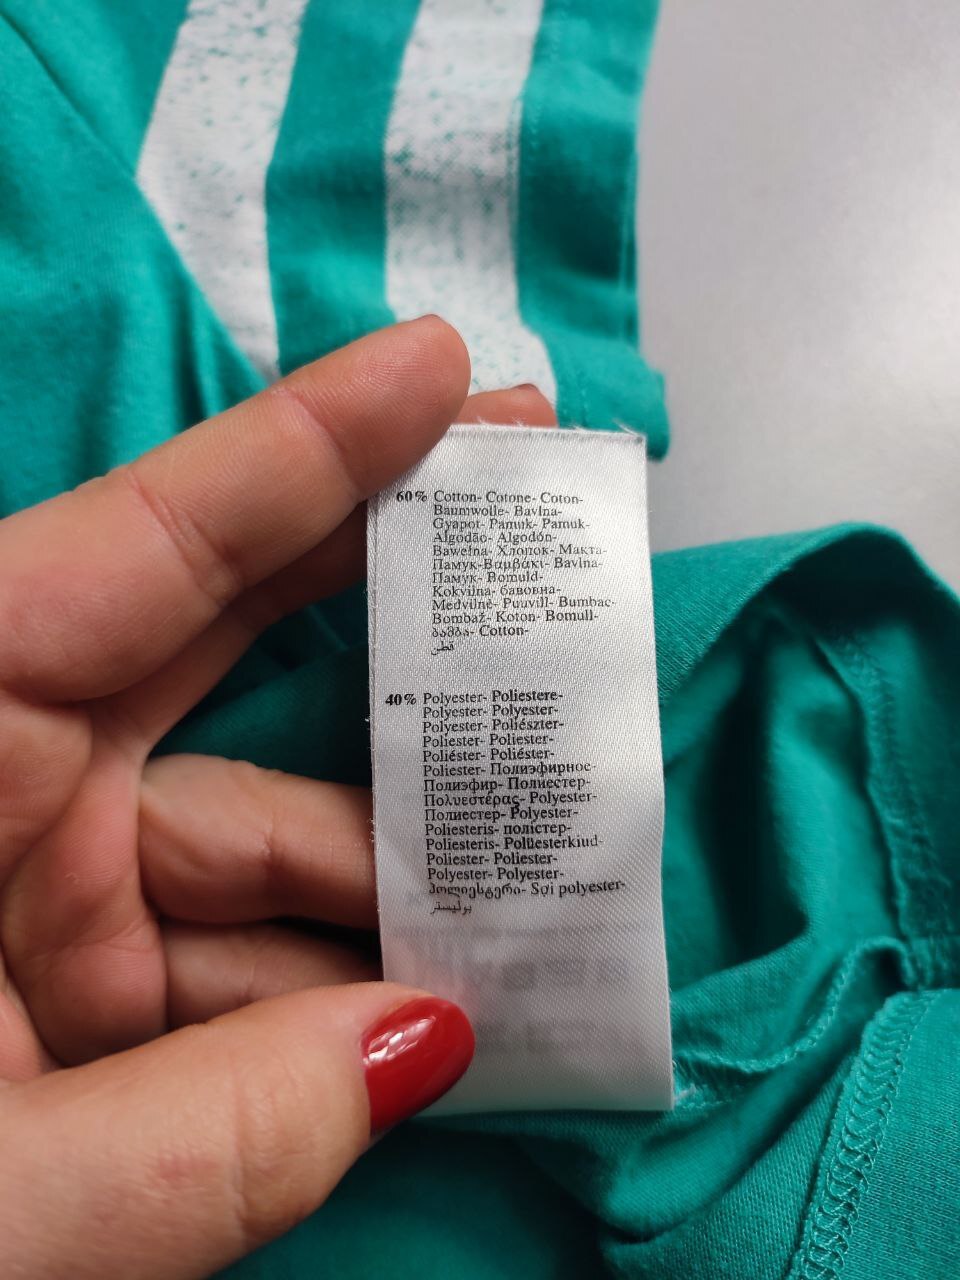 60% Cotton- Cotone- Coton-
Baumwolle- Bavlna-
Gyapot- Pamuk- Pamuk-
Algodão- Algodón-
Bawełna- Хлопок- Мақта-
Памук-Βαμβάκι- Bavlna-
Памук- Bomuld-
Kokvilna- бавовна-
Medvilnė- Puuvill- Bumbac-
Bombaž- Koton- Bomull-
ბამბა- Cotton-
قطن
40% Polyester- Poliestere-
Polyester- Polyester-
Polyester- Poliészter-
Poliester- Poliester-
Poliéster- Poliéster-
Poliester- Полиэфирное-
Полиэфир- Полиестер-
Πολυεστέρας- Polyester-
Полиестер- Polyester-
Poliesteris- поліестер-
Poliesteris- Polüesterkiud-
Poliester- Poliester-
Polyester- Polyester-
პოლიესტერი- Sợi polyester-
بوليستر